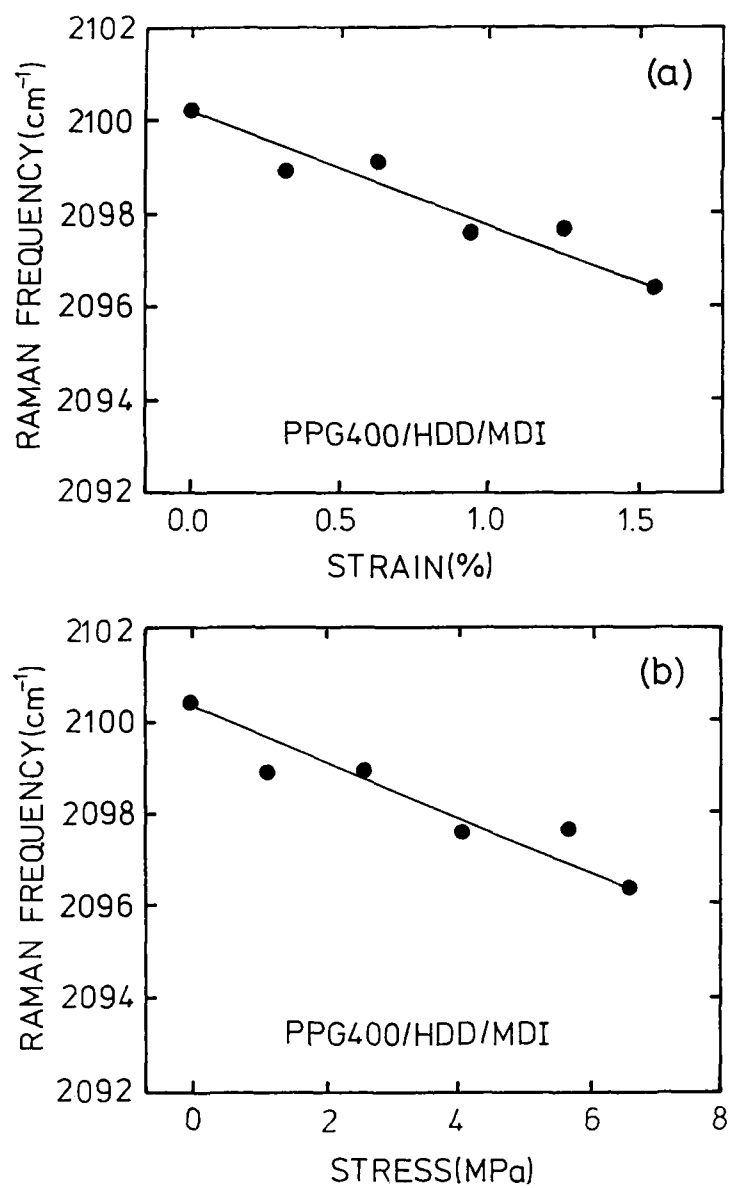 2102
(a)
2100
2098
2096
2094
2092
RAMAN FREQUENCY(cm⁻¹)
PPG400/HDD/MDI
0.0 0.5 1.0 1.5
STRAIN(%)
2102
(b)
2100
2098
2096
2094
2092
RAMAN FREQUENCY(cm⁻¹)
PPG400/HDD/MDI
0 2 4 6 8
STRESS(MPa)